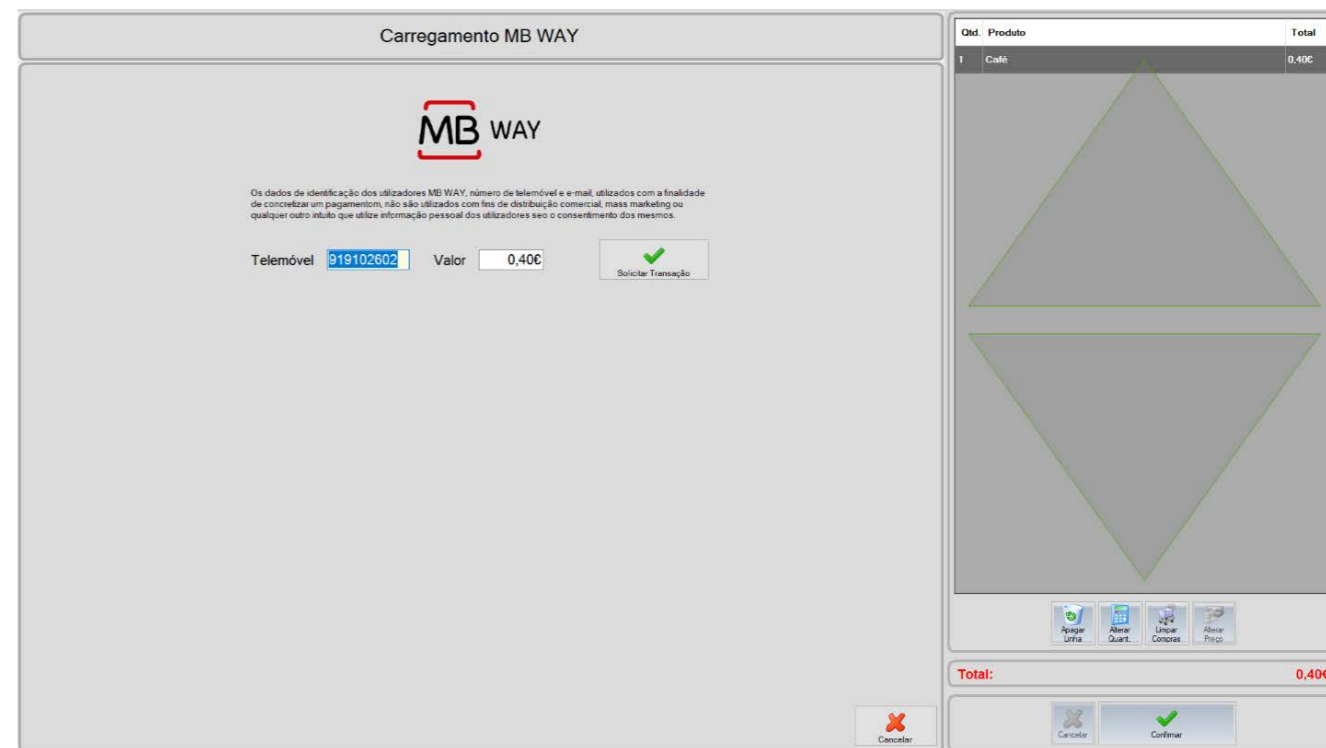 Carregamento MB WAY
MB WAY
Os dados de identificação dos utilizadores MB WAY, número de telemóvel e e-mail, utilizados com a finalidade
de concretizar um pagamentom, não são utilizados com fins de distribuição comercial, mass marketing ou
qualquer outro intuito que utilize informação pessoal dos utilizadores seo o consentimento dos mesmos.
Telemóvel 919102602 Valor 0,40€
Solicitar Transação
Cancelar
Qtd. Produto Total
1 Café 0,40€
Apagar Linha
Alterar Quant.
Limpar Compras
Alterar Preço
Total: 0,40€
Cancelar
Confirmar